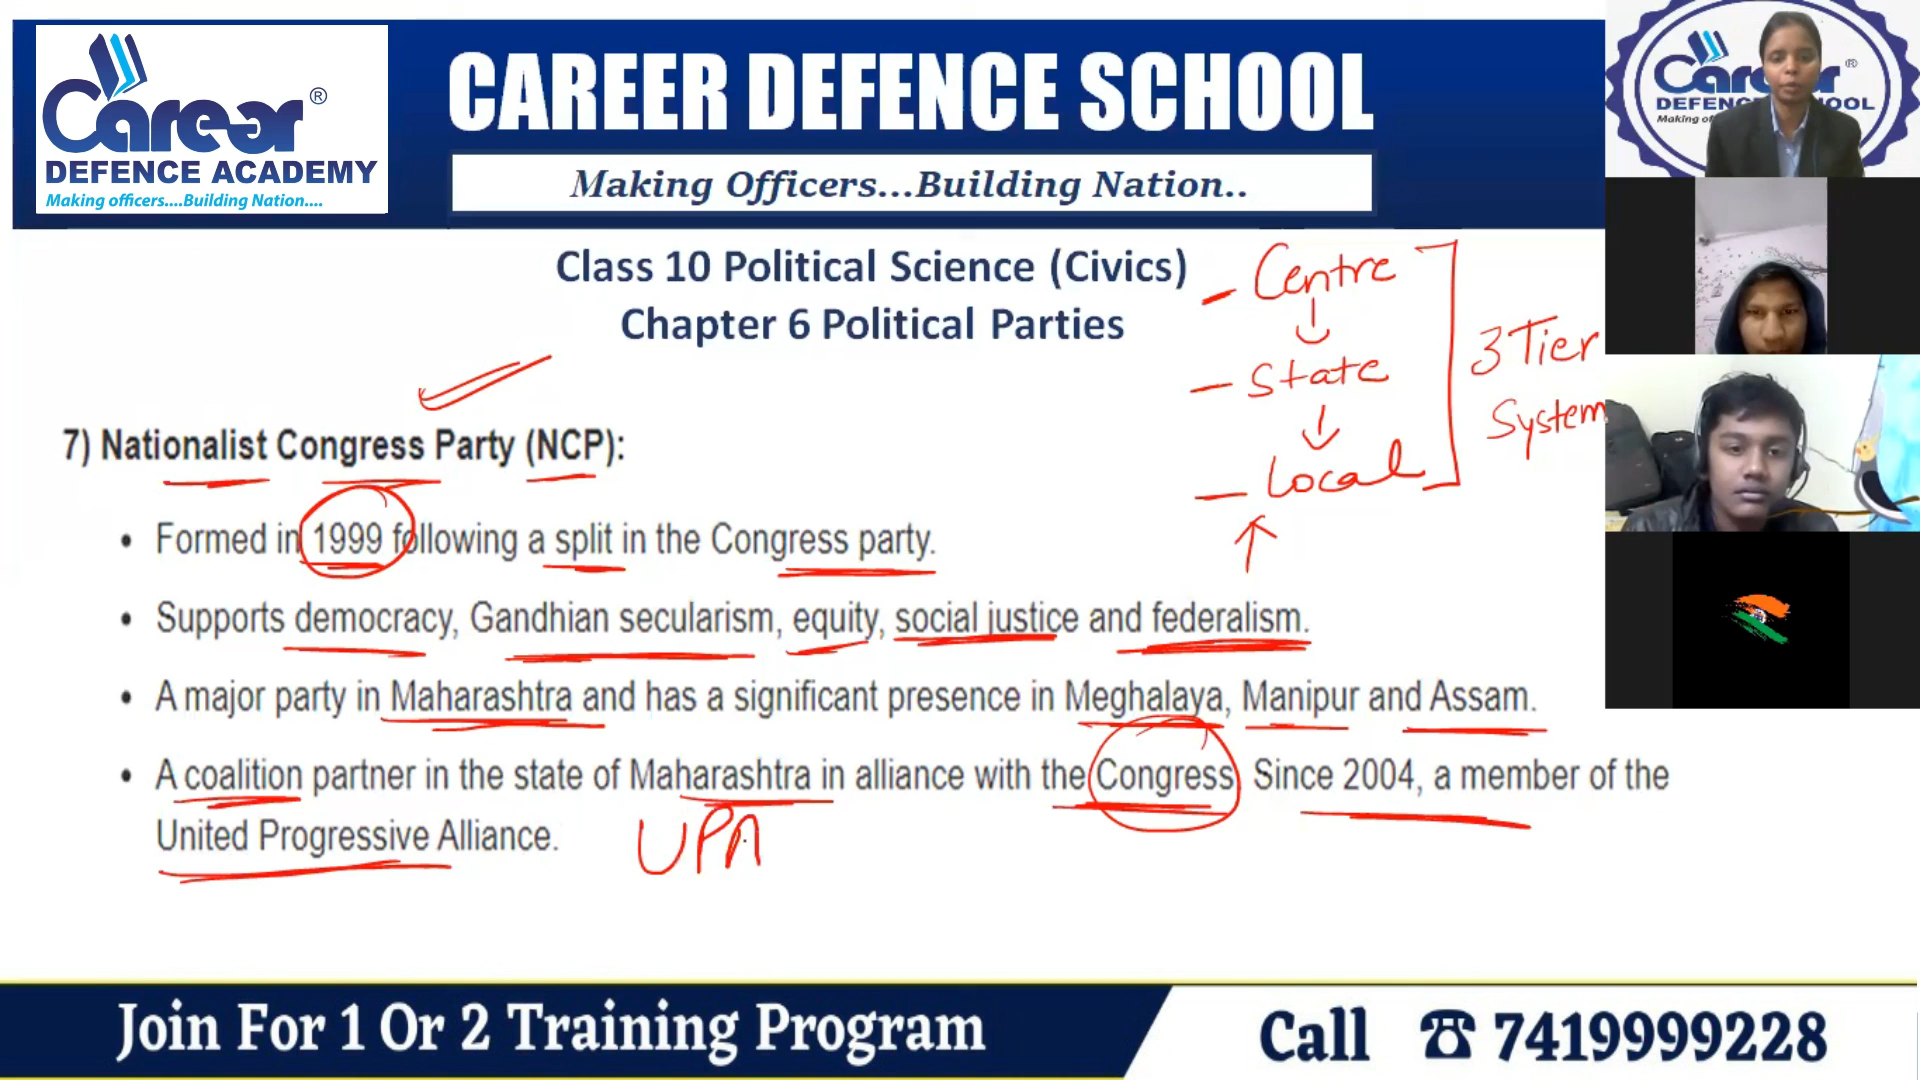 Career ®
DEFENCE ACADEMY
Making officers....Building Nation....
CAREER DEFENCE SCHOOL
Making Officers...Building Nation..
Career ®
DEFENCE SCHOOL
Making of
Class 10 Political Science (Civics)
Chapter 6 Political Parties
- Centre
- State
- Local
3 Tier
System
7) Nationalist Congress Party (NCP):
• Formed in 1999 following a split in the Congress party.
• Supports democracy, Gandhian secularism, equity, social justice and federalism.
• A major party in Maharashtra and has a significant presence in Meghalaya, Manipur and Assam.
• A coalition partner in the state of Maharashtra in alliance with the Congress. Since 2004, a member of the
United Progressive Alliance.
UPA
Join For 1 Or 2 Training Program
Call ☎ 7419999228